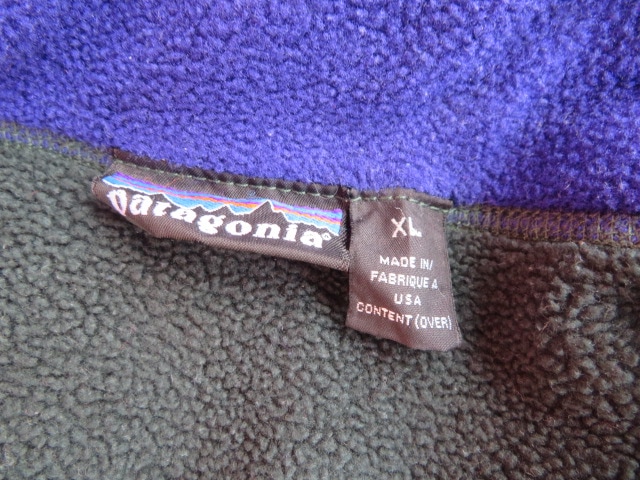 patagonia®
XL
MADE IN/
FABRIQUE A
USA
CONTENT (OVER)